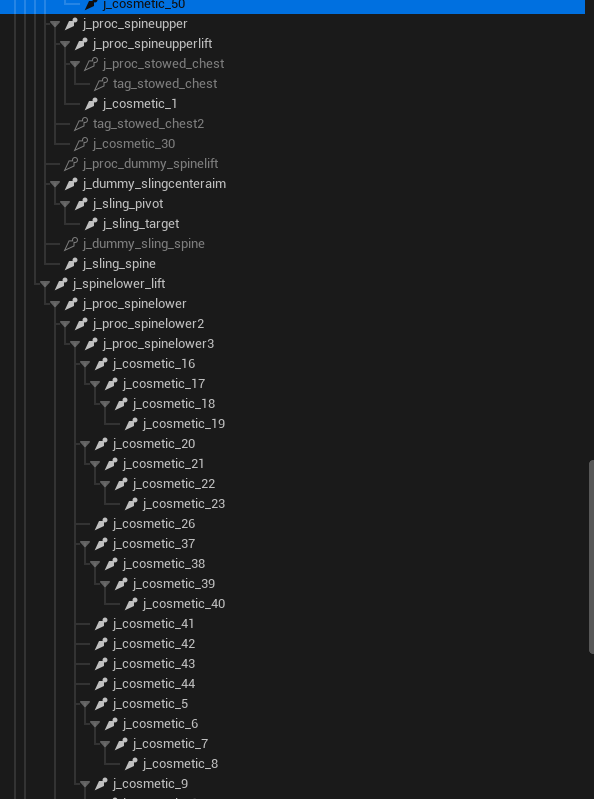 j_cosmetic_50
j_proc_spineupper
j_proc_spineupperlift
j_proc_stowed_chest
tag_stowed_chest
j_cosmetic_1
tag_stowed_chest2
j_cosmetic_30
j_proc_dummy_spinelift
j_dummy_slingcenteraim
j_sling_pivot
j_sling_target
j_dummy_sling_spine
j_sling_spine
j_spinelower_lift
j_proc_spinelower
j_proc_spinelower2
j_proc_spinelower3
j_cosmetic_16
j_cosmetic_17
j_cosmetic_18
j_cosmetic_19
j_cosmetic_20
j_cosmetic_21
j_cosmetic_22
j_cosmetic_23
j_cosmetic_26
j_cosmetic_37
j_cosmetic_38
j_cosmetic_39
j_cosmetic_40
j_cosmetic_41
j_cosmetic_42
j_cosmetic_43
j_cosmetic_44
j_cosmetic_5
j_cosmetic_6
j_cosmetic_7
j_cosmetic_8
j_cosmetic_9